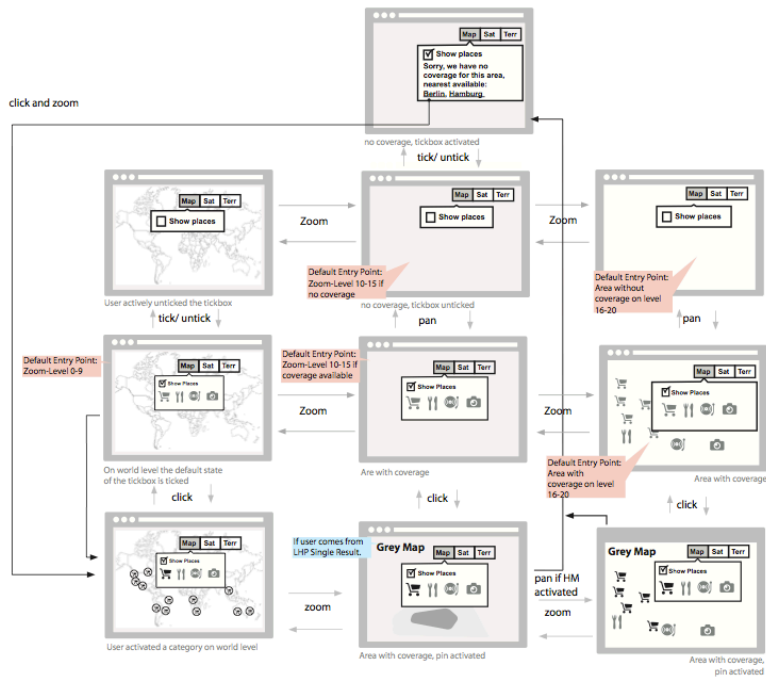 Map Sat Terr
Show places
Sorry, we have no
coverage for this area,
nearest available:
Berlin, Hamburg,
click and zoom
no coverage, tickbox activated
tick/ untick
Map Sat Terr
Show places
Zoom
Map Sat Terr
Show places
Zoom
Map Sat Terr
Show places
Default Entry Point:
Zoom-Level 10-15 if
no coverage
Default Entry Point:
Area without
coverage on level
16-20
User actively unticked the tickbox
no coverage, tickbox unticked
tick/ untick
pan
pan
Default Entry Point:
Zoom-Level 0-9
Map Sat Terr
Show Places
Default Entry Point:
Zoom-Level 10-15 if
coverage available
Map Sat Terr
Show Places
Map Sat Terr
Show Places
Zoom
Zoom
Default Entry Point:
Area with
coverage on level
16-20
On world level the default state
of the tickbox is ticked
Are with coverage
Area with coverage
click
click
click
Map Sat Terr
Show Places
If user comes from
LHP Single Result.
Grey Map
Map Sat Terr
Show Places
Grey Map
Map Sat Terr
Show Places
pan if HM
activated
zoom
zoom
User activated a category on world level
Area with coverage, pin activated
Area with coverage,
pin activated